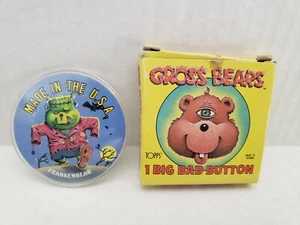 MADE IN THE U.S.A.
FRANKENBEAR
GROSS BEARS
TOPPS
1 BIG BAD BUTTON